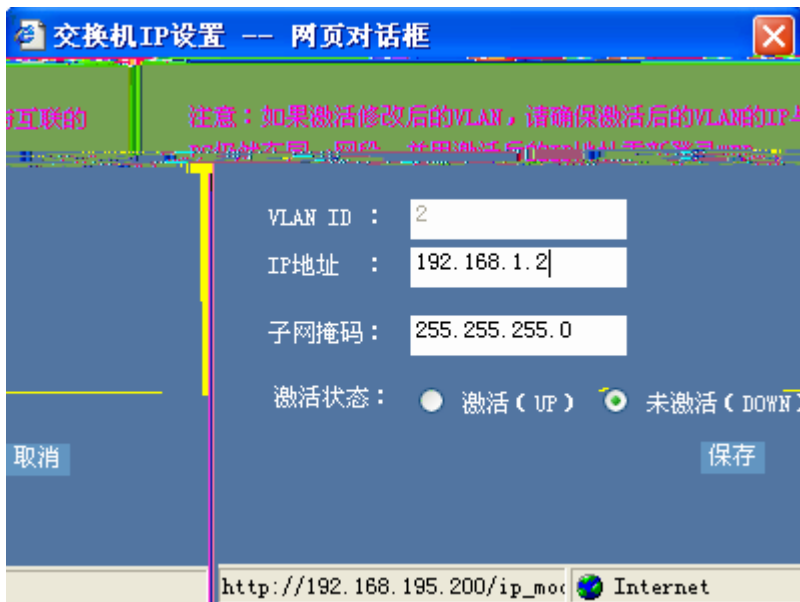 交换机IP设置 -- 网页对话框
互联的
注意：如果激活修改后的VLAN，请确保激活后的VLAN的IP与
VLAN ID ： 2
IP地址 ： 192.168.1.2
子网掩码： 255.255.255.0
激活状态： 激活（UP） 未激活（DOWN）
取消 保存
http://192.168.195.200/ip_mod Internet